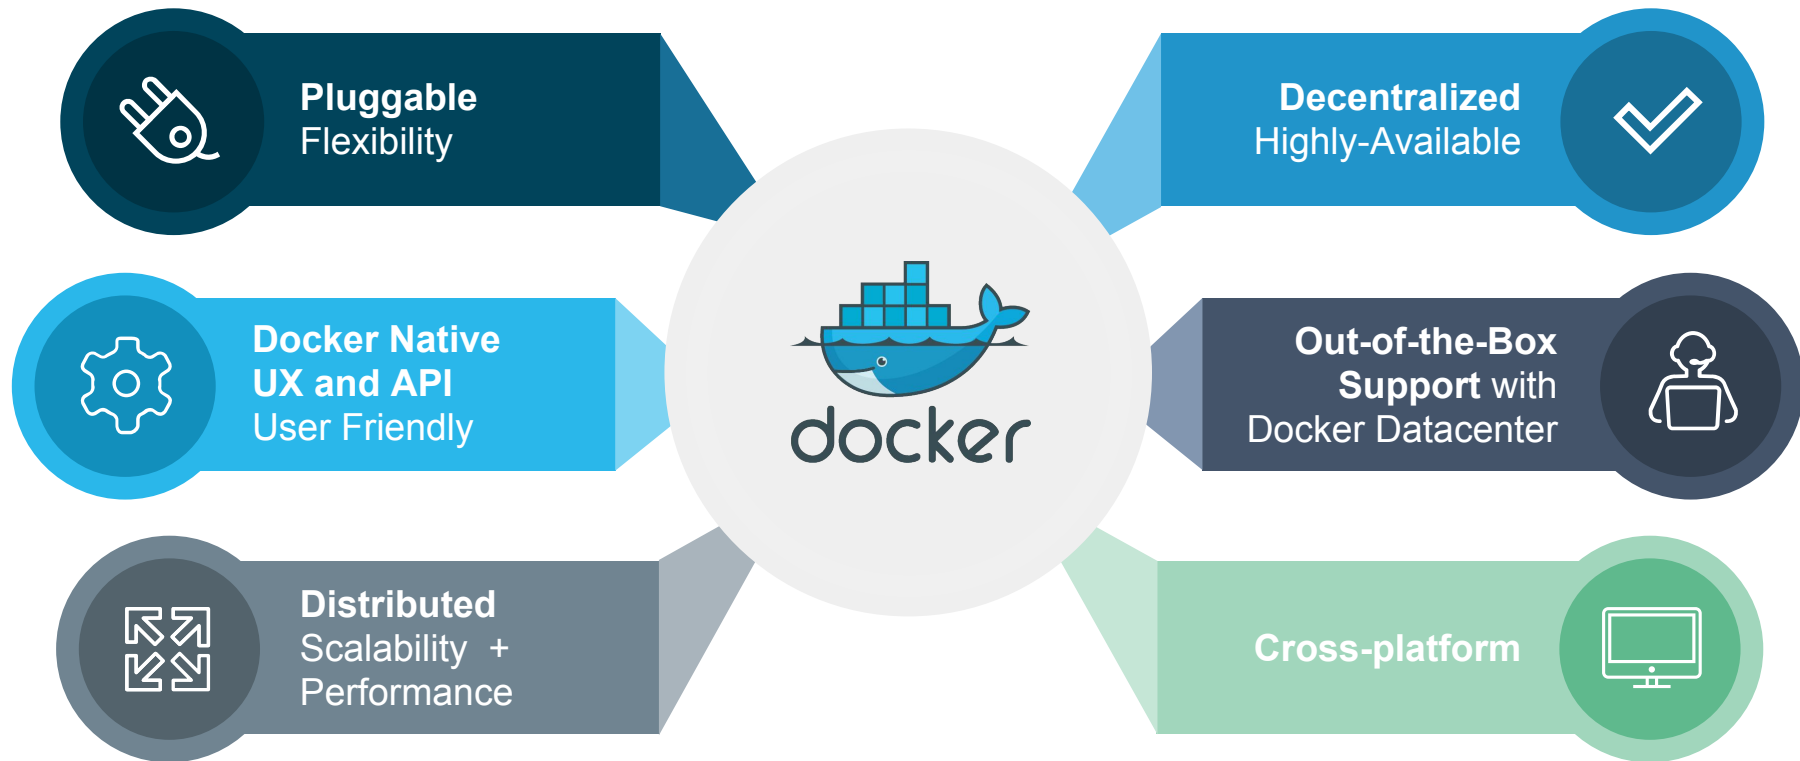 Pluggable
Flexibility
Docker Native
UX and API
User Friendly
Distributed
Scalability +
Performance
docker
Decentralized
Highly-Available
Out-of-the-Box
Support with
Docker Datacenter
Cross-platform